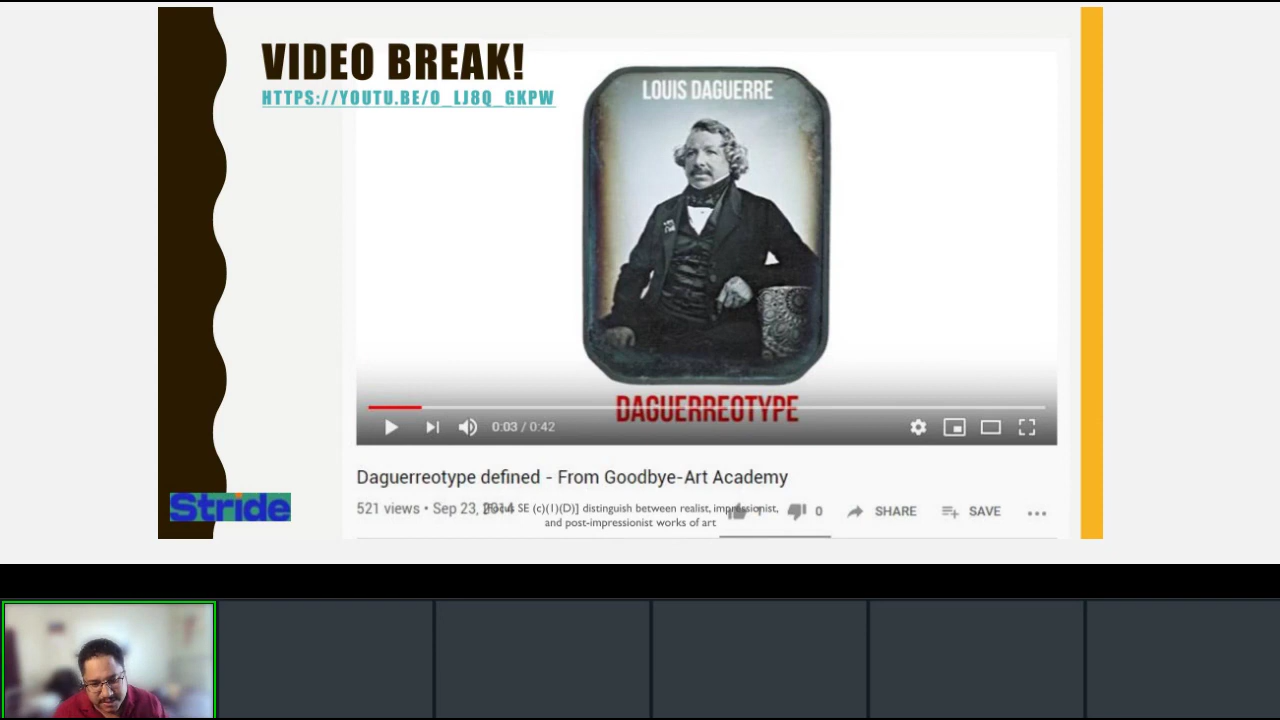 VIDEO BREAK!
HTTPS://YOUTU.BE/O_LJ8Q_GKPW
LOUIS DAGUERRE
DAGUERREOTYPE
0:03 / 0:42
Daguerreotype defined - From Goodbye-Art Academy
521 views • Sep 23, 2014
SE (c)(1)(D)] distinguish between realist, impressionist,
and post-impressionist works of art
0
SHARE
SAVE
Stride